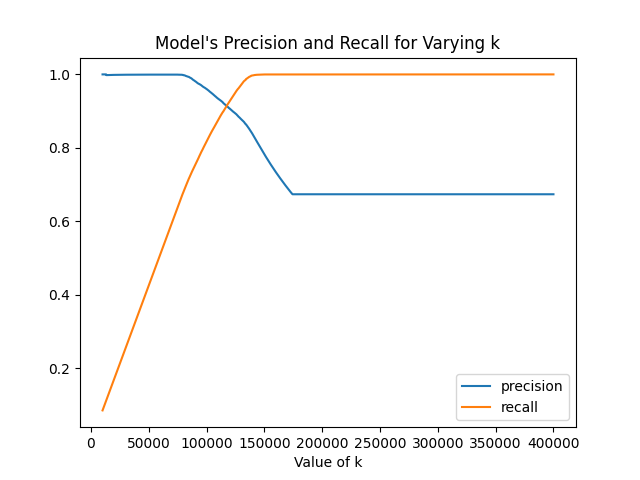 Model's Precision and Recall for Varying k
1.0
0.8
0.6
0.4
0.2
precision
recall
0 50000 100000 150000 200000 250000 300000 350000 400000
Value of k